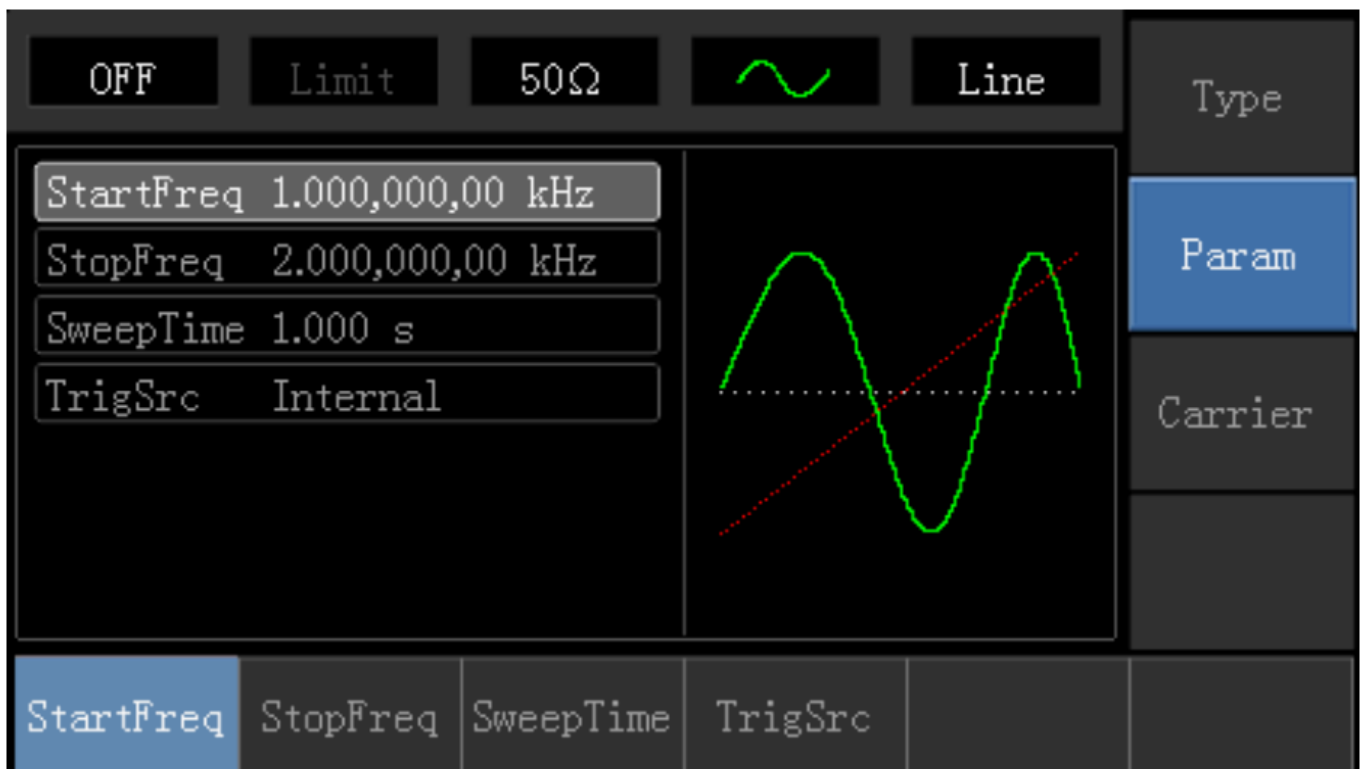 OFF Limit 50Ω Line
Type
StartFreq 1.000,000,00 kHz
StopFreq 2.000,000,00 kHz
SweepTime 1.000 s
TrigSrc Internal
Param
Carrier
StartFreq StopFreq SweepTime TrigSrc